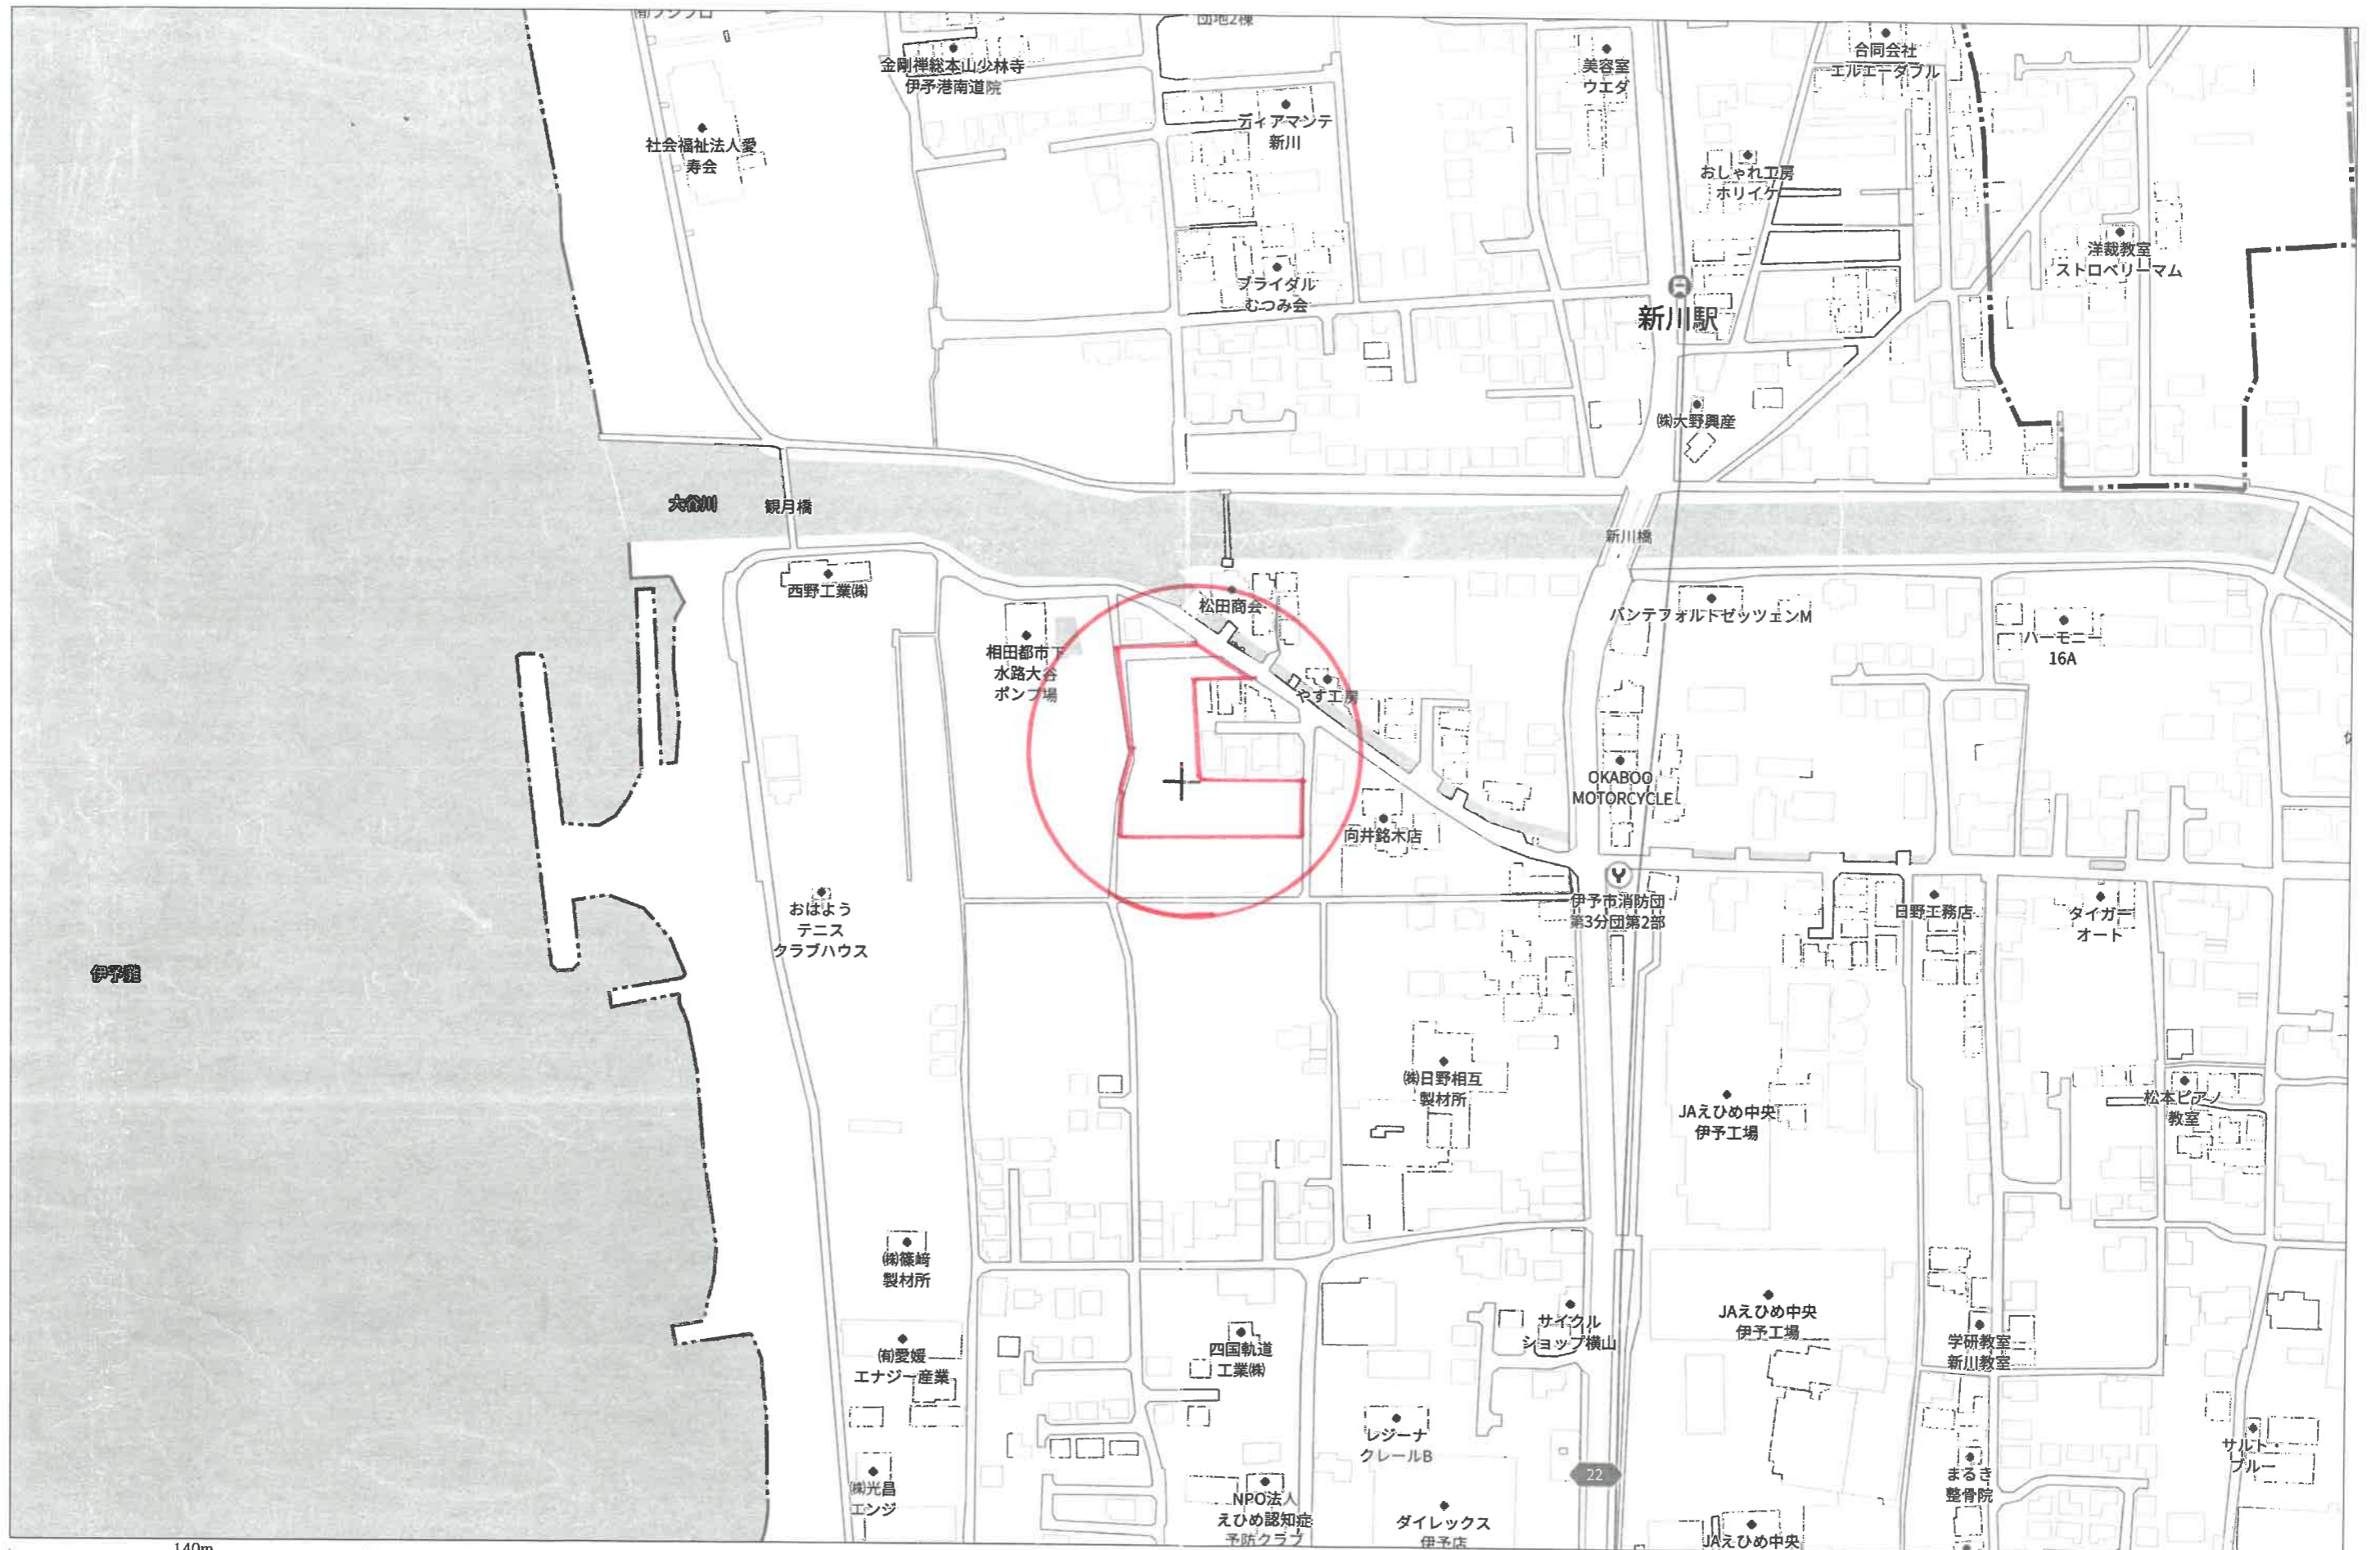 団地2棟
金剛禅総本山少林寺
伊予港南道院
美容室
ウエダ
合同会社
エルエーダブル
社会福祉法人愛
寿会
ディアマンテ
新川
おしゃれ工房
ホリイケ
洋裁教室
ストロベリーマム
ブライダル
むつみ会
新川駅
㈱大野興産
大谷川
観月橋
新川橋
西野工業㈱
松田商会
バンテフォルトゼッツェンM
ハーモニー
16A
相田都市下
水路大谷
ポンプ場
やす工房
OKABOO
MOTORCYCLE
向井銘木店
伊予市消防団
第3分団第2部
日野工務店
タイガー
オート
おはよう
テニス
クラブハウス
伊予灘
㈱日野相互
製材所
JAえひめ中央
伊予工場
松本ピアノ
教室
㈱篠﨑
製材所
JAえひめ中央
伊予工場
サイクル
ショップ横山
学研教室
新川教室
㈲愛媛
エナジー産業
四国軌道
工業㈱
レジーナ
クレールB
サルト・
ブルー
22
まるき
整骨院
㈱光昌
エンジ
NPO法人
えひめ認知症
予防クラブ
ダイレックス
伊予店
JAえひめ中央
140m